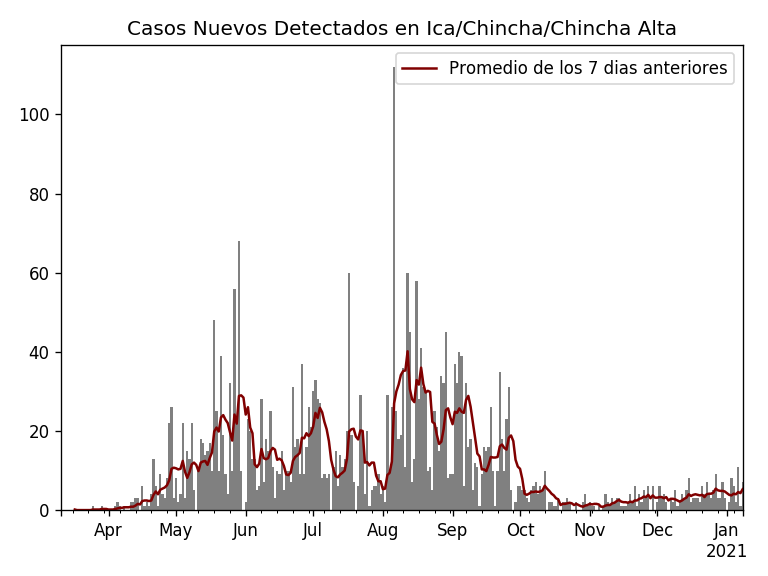 Casos Nuevos Detectados en Ica/Chincha/Chincha Alta
Promedio de los 7 dias anteriores
100
80
60
40
20
0
Apr May Jun Jul Aug Sep Oct Nov Dec Jan
2021